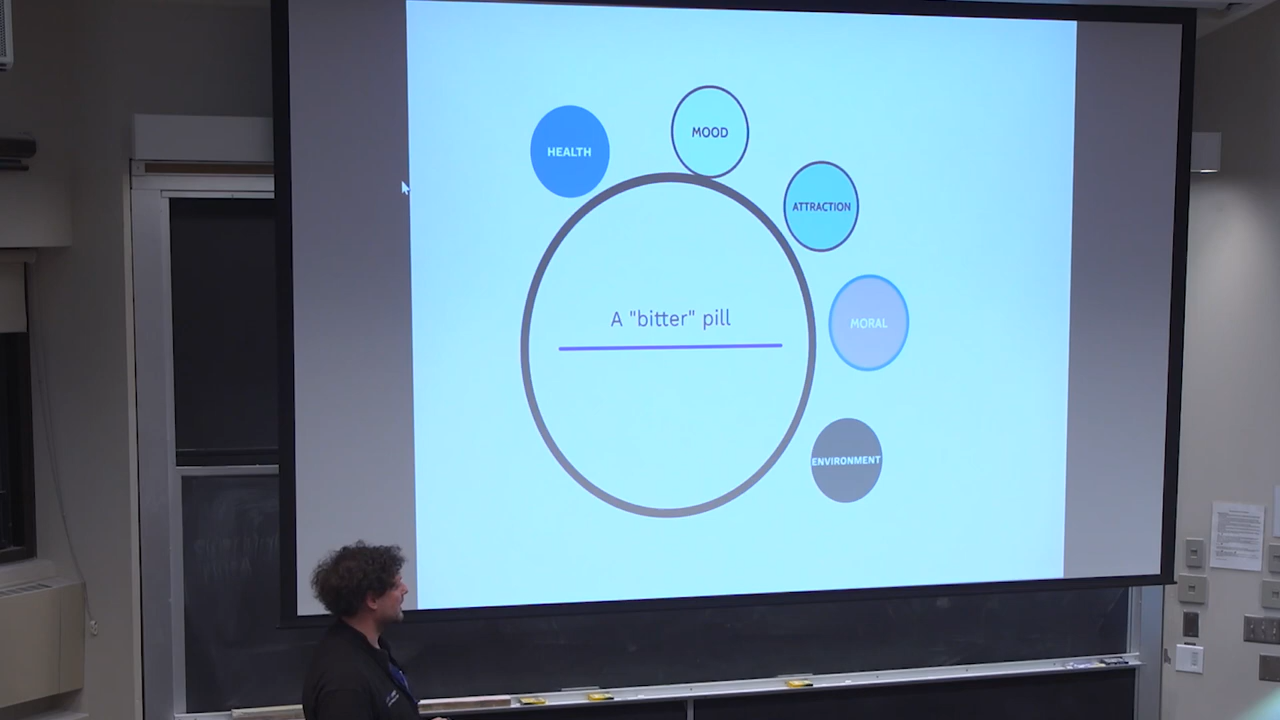 HEALTH
MOOD
ATTRACTION
A "bitter" pill
MORAL
ENVIRONMENT